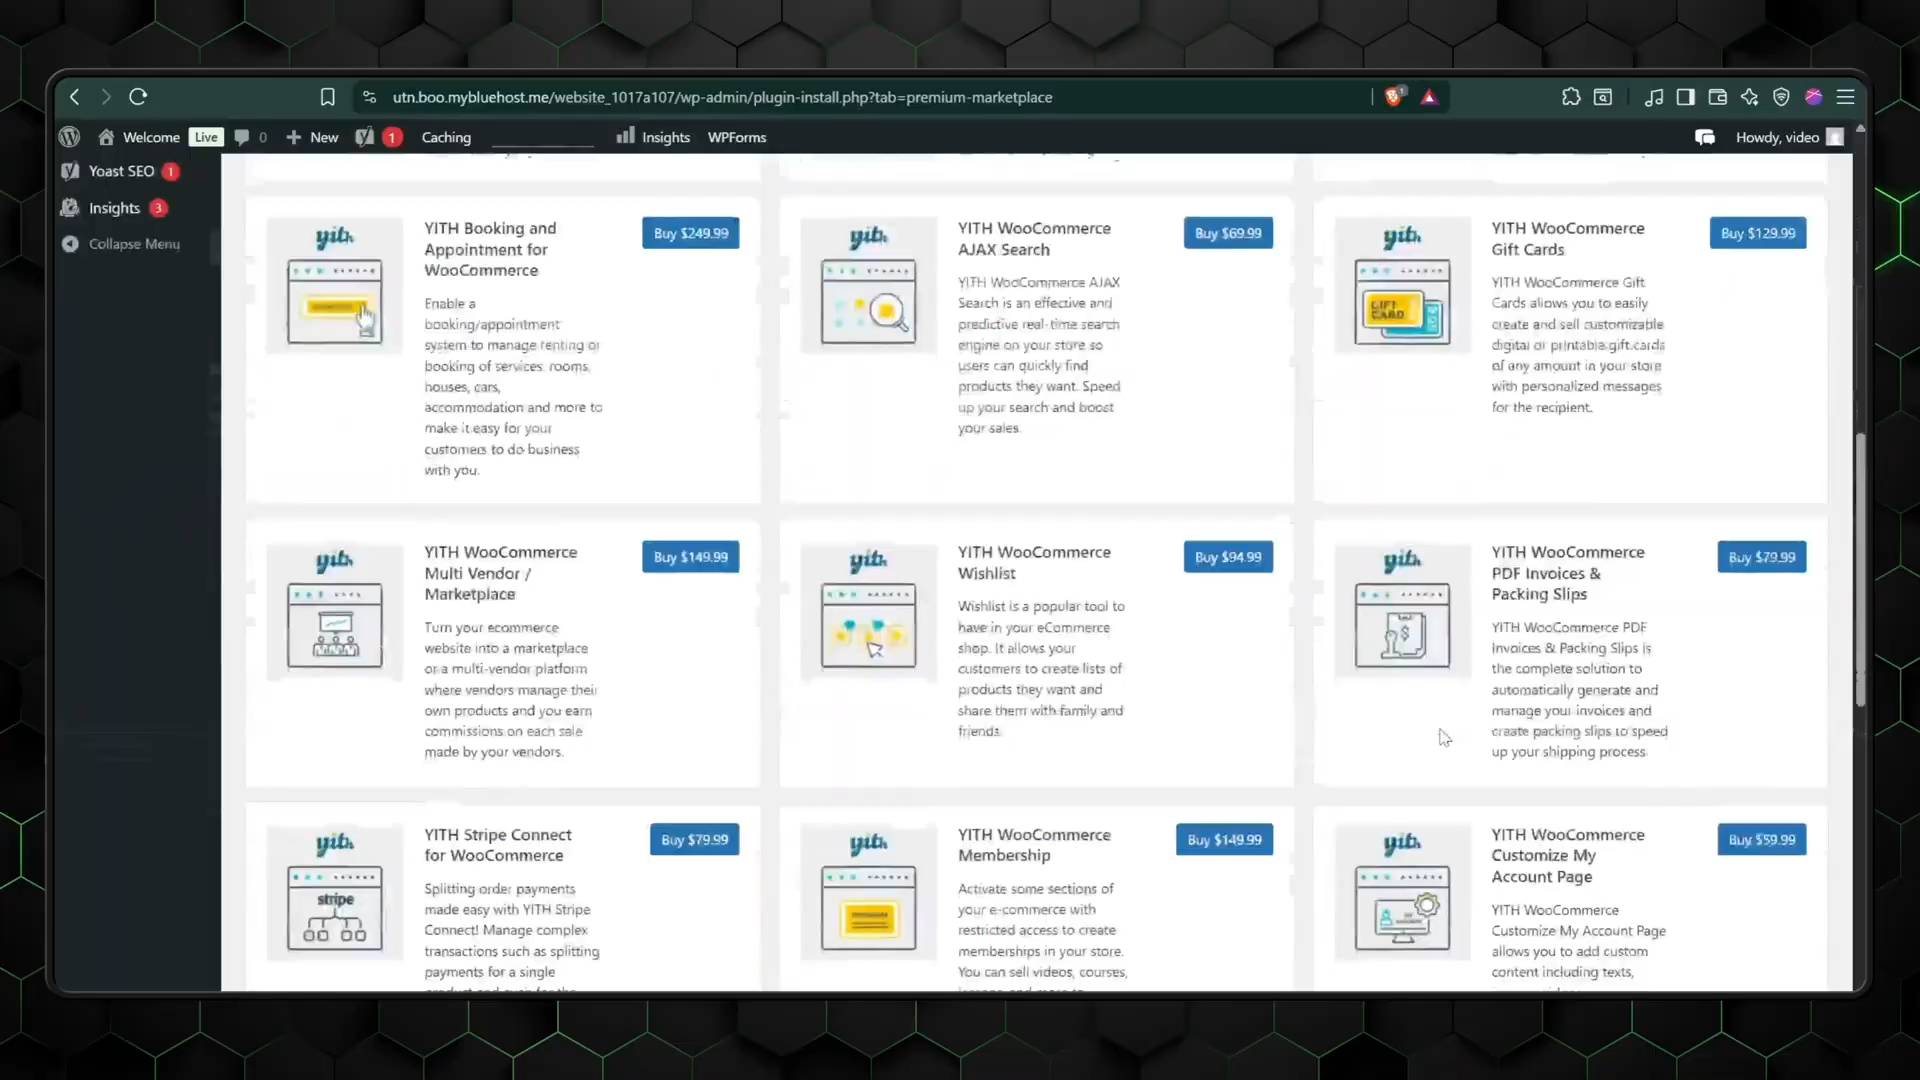 utn.boo.mybluehost.me/website_1017a107/wp-admin/plugin-install.php?tab=premium-marketplace
Welcome Live 0 New 1 Caching Insights WPForms
Howdy, video
Yoast SEO 1
Insights 3
Collapse Menu
yith
YITH Booking and
Appointment for
WooCommerce
Buy $249.99
Enable a
booking/appointment
system to manage renting or
booking of services: rooms,
houses, cars,
accommodation and more to
make it easy for your
customers to do business
with you.
yith
YITH WooCommerce
AJAX Search
Buy $69.99
YITH WooCommerce AJAX
Search is an effective and
predictive real-time search
engine on your store so
users can quickly find
products they want. Speed
up your search and boost
your sales.
yith
GIFT
CARD
YITH WooCommerce
Gift Cards
Buy $129.99
YITH WooCommerce Gift
Cards allows you to easily
create and sell customizable
digital or printable gift cards
of any amount in your store
with personalized messages
for the recipient.
yith
YITH WooCommerce
Multi Vendor /
Marketplace
Buy $149.99
Turn your ecommerce
website into a marketplace
or a multi-vendor platform
where vendors manage their
own products and you earn
commissions on each sale
made by your vendors.
yith
YITH WooCommerce
Wishlist
Buy $94.99
Wishlist is a popular tool to
have in your eCommerce
shop. It allows your
customers to create lists of
products they want and
share them with family and
friends.
yith
YITH WooCommerce
PDF Invoices &
Packing Slips
Buy $79.99
YITH WooCommerce PDF
Invoices & Packing Slips is
the complete solution to
automatically generate and
manage your invoices and
create packing slips to speed
up your shipping process.
yith
stripe
YITH Stripe Connect
for WooCommerce
Buy $79.99
Splitting order payments
made easy with YITH Stripe
Connect! Manage complex
transactions such as splitting
payments for a single
yith
YITH WooCommerce
Membership
Buy $149.99
Activate some sections of
your e-commerce with
restricted access to create
memberships in your store.
You can sell videos, courses,
yith
YITH WooCommerce
Customize My
Account Page
Buy $59.99
YITH WooCommerce
Customize My Account Page
allows you to add custom
content including texts,